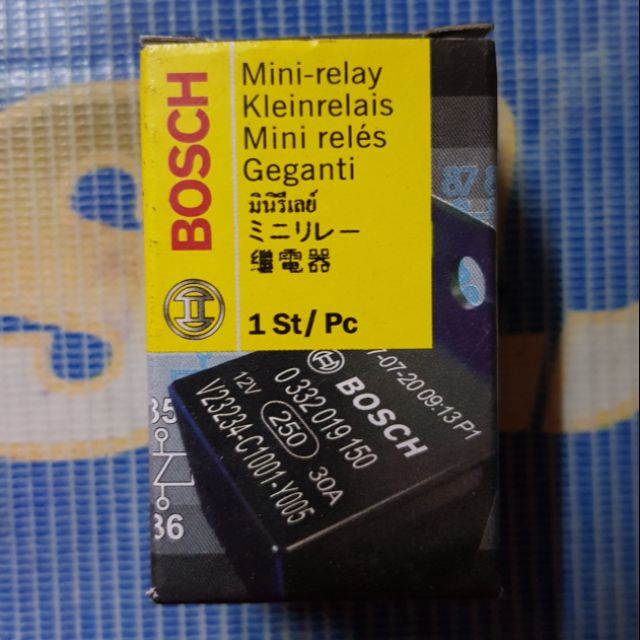 BOSCH
Mini-relay
Kleinrelais
Mini relés
Geganti
มินิรีเลย์
ミニリレー
继電器
1 St/ Pc
87
-07-20 09:13 P1
BOSCH
0 332 019 150
12V 250 30A
V23234-C1001-Y005
85
86